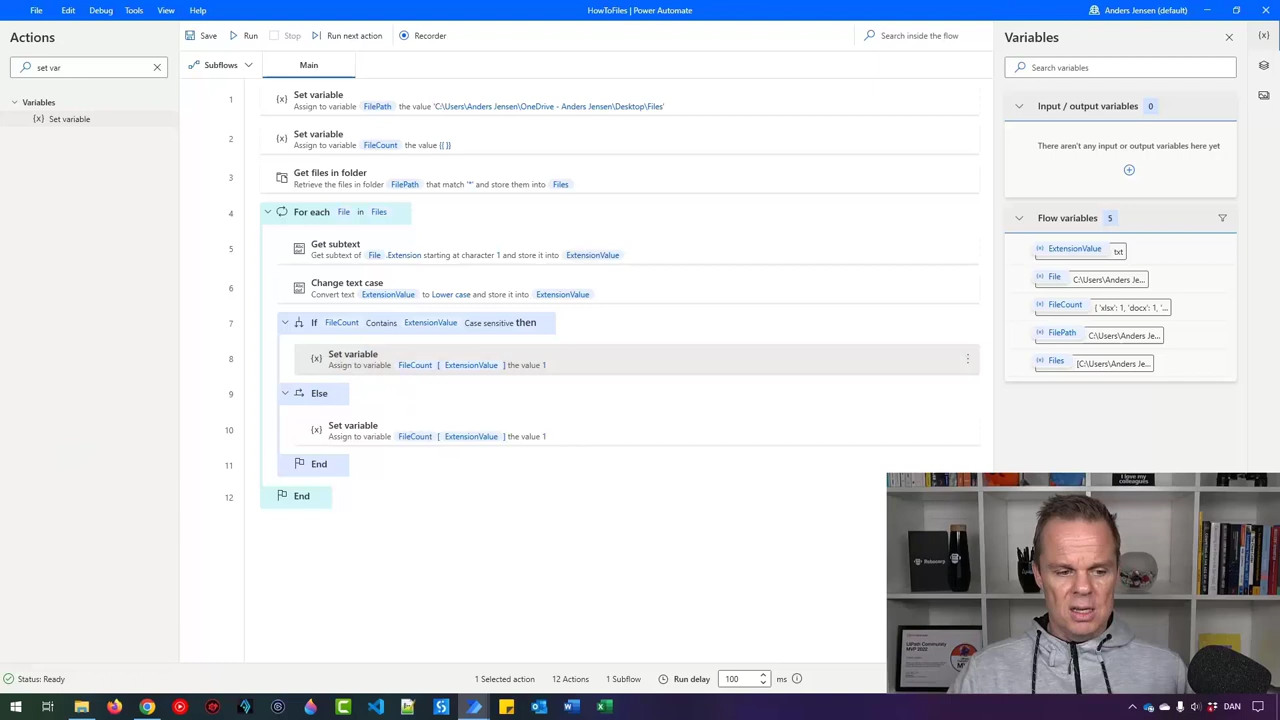 File Edit Debug Tools View Help
HowToFiles | Power Automate
Anders Jensen (default)
Actions
set var
Variables
Set variable
Save Run Stop Run next action Recorder
Search inside the flow
Subflows Main
1
Set variable
Assign to variable FilePath the value 'C:\Users\Anders Jensen\OneDrive - Anders Jensen\Desktop\Files'
2
Set variable
Assign to variable FileCount the value {{ }}
3
Get files in folder
Retrieve the files in folder FilePath that match '*' and store them into Files
4
For each File in Files
5
Get subtext
Get subtext of File .Extension starting at character 1 and store it into ExtensionValue
6
Change text case
Convert text ExtensionValue to Lower case and store it into ExtensionValue
7
If FileCount Contains ExtensionValue Case sensitive then
8
Set variable
Assign to variable FileCount [ ExtensionValue ] the value 1
9
Else
10
Set variable
Assign to variable FileCount [ ExtensionValue ] the value 1
11
End
12
End
Variables
{x}
Search variables
Input / output variables 0
There aren't any input or output variables here yet
Flow variables 5
ExtensionValue txt
File C:\Users\Anders Je...
FileCount { 'xlsx': 1, 'docx': 1, '...
FilePath C:\Users\Anders Je...
Files [C:\Users\Anders Je...
I love my
colleagues
UiPath Community
MVP 2022
Status: Ready
1 Selected action 12 Actions 1 Subflow Run delay 100 ms
DAN